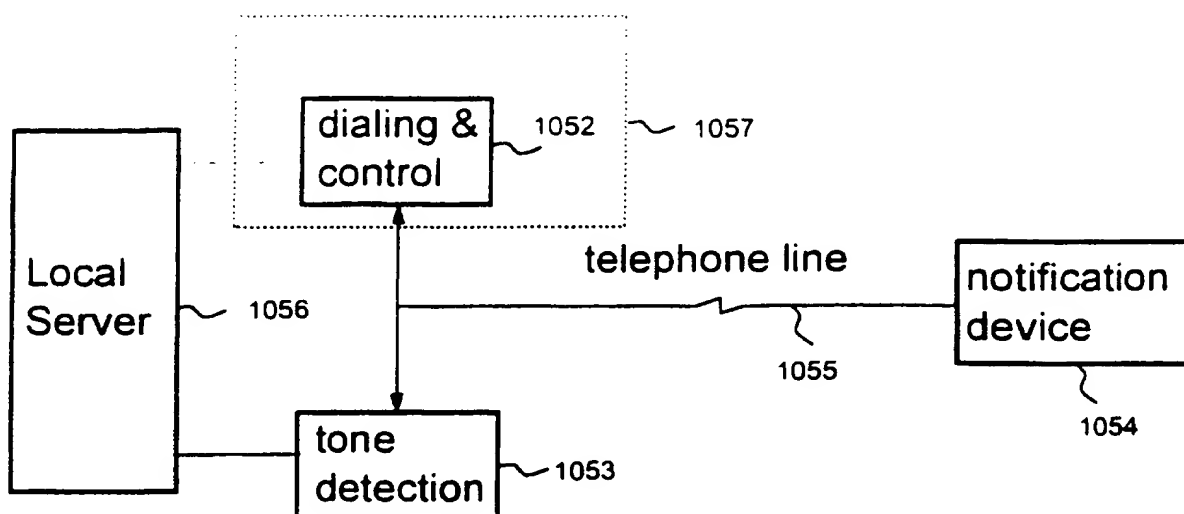 dialing &
control
1052
1057
telephone line
Local
Server
1056
notification
device
1055
1054
tone
detection
1053